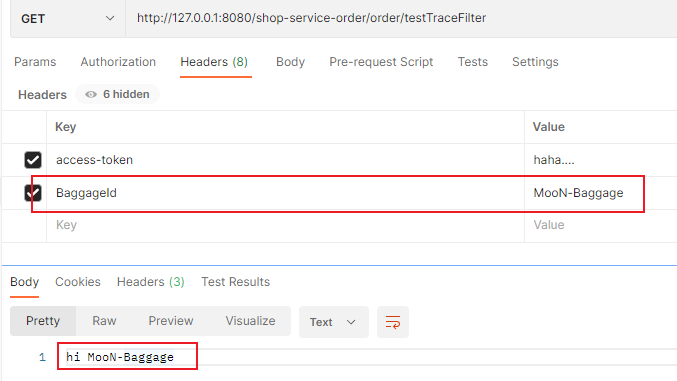 GET http://127.0.0.1:8080/shop-service-order/order/testTraceFilter
Params Authorization Headers (8) Body Pre-request Script Tests Settings
Headers 6 hidden
Key Value
access-token haha....
BaggageId MooN-Baggage
Key Value
Body Cookies Headers (3) Test Results
Pretty Raw Preview Visualize Text
1 hi MooN-Baggage